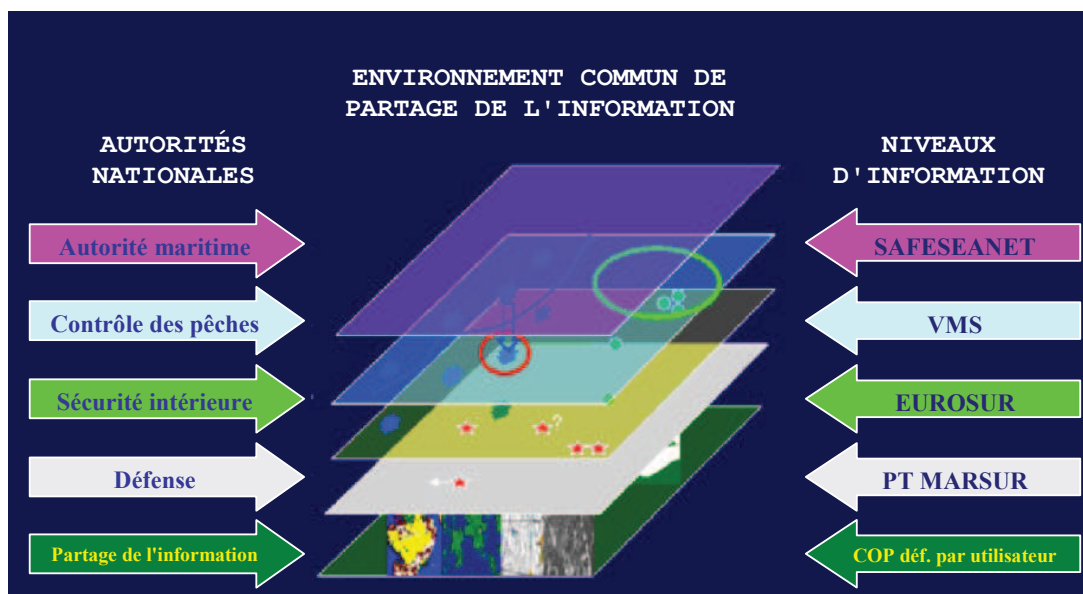 ENVIRONNEMENT COMMUN DE
PARTAGE DE L'INFORMATION
AUTORITÉS
NATIONALES
NIVEAUX
D'INFORMATION
Autorité maritime
SAFESEANET
Contrôle des pêches
VMS
Sécurité intérieure
EUROSUR
?
Défense
PT MARSUR
Partage de l'information
COP déf. par utilisateur